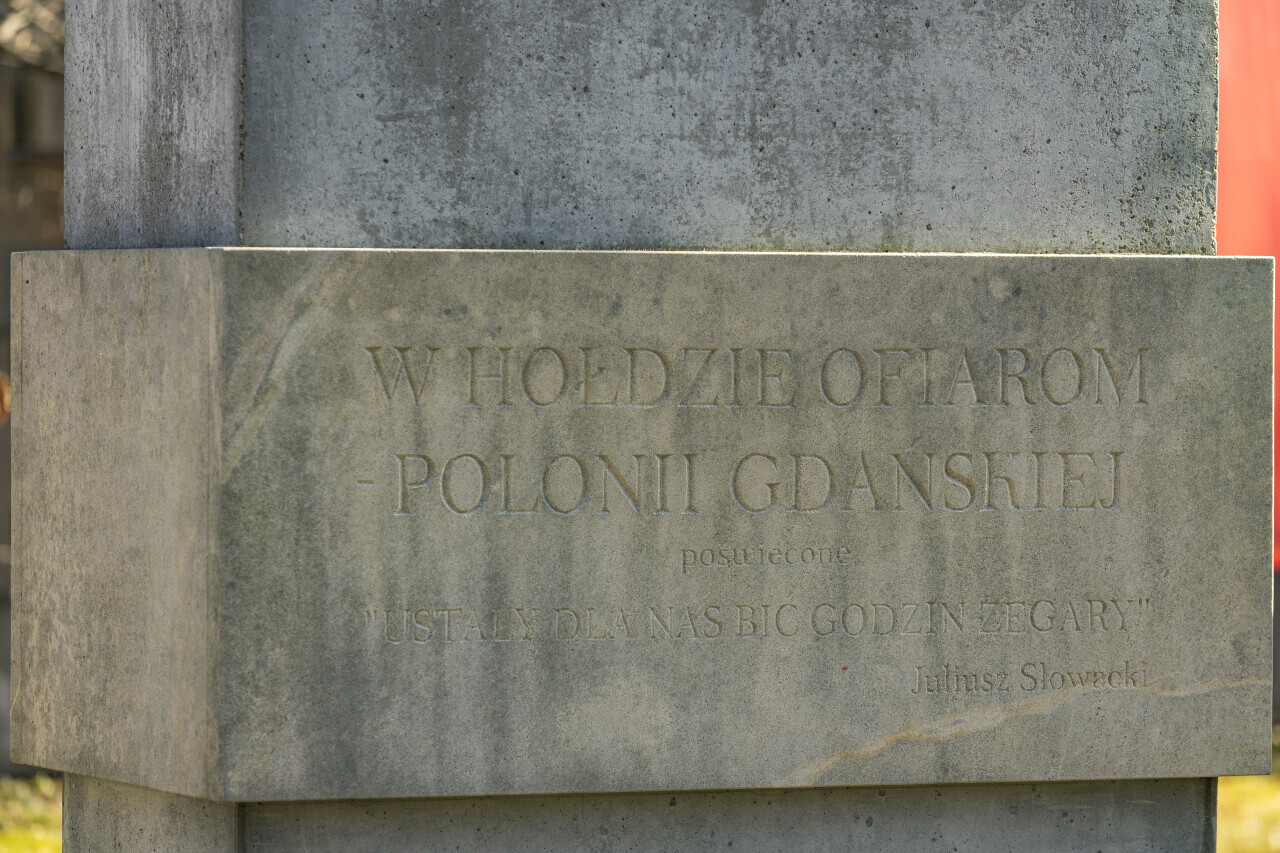 W HOŁDZIE OFIAROM
- POLONII GDAŃSKIEJ
poświęcone
"USTAŁY DLA NAS BIĆ GODZIN ZEGARY"
Juliusz Słowacki